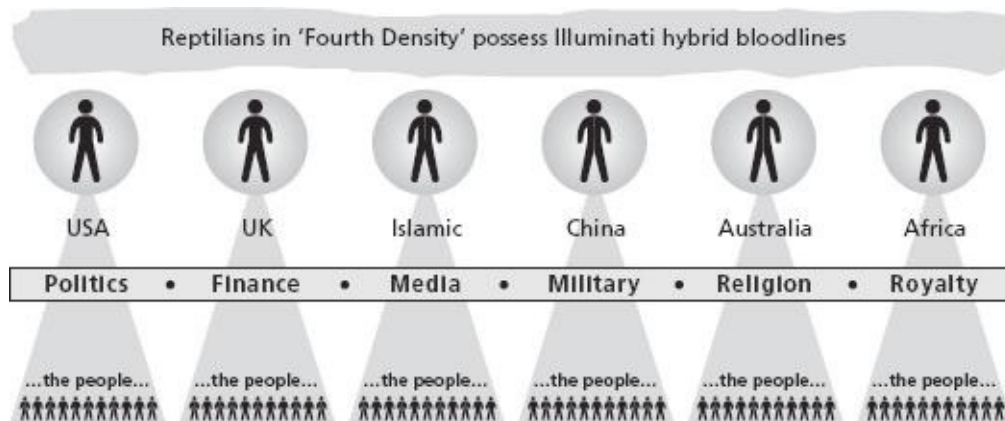 Reptilians in ‘Fourth Density’ possess Illuminati hybrid bloodlines
USA UK Islamic China Australia Africa
Politics • Finance • Media • Military • Religion • Royalty
...the people... ...the people... ...the people... ...the people... ...the people... ...the people...